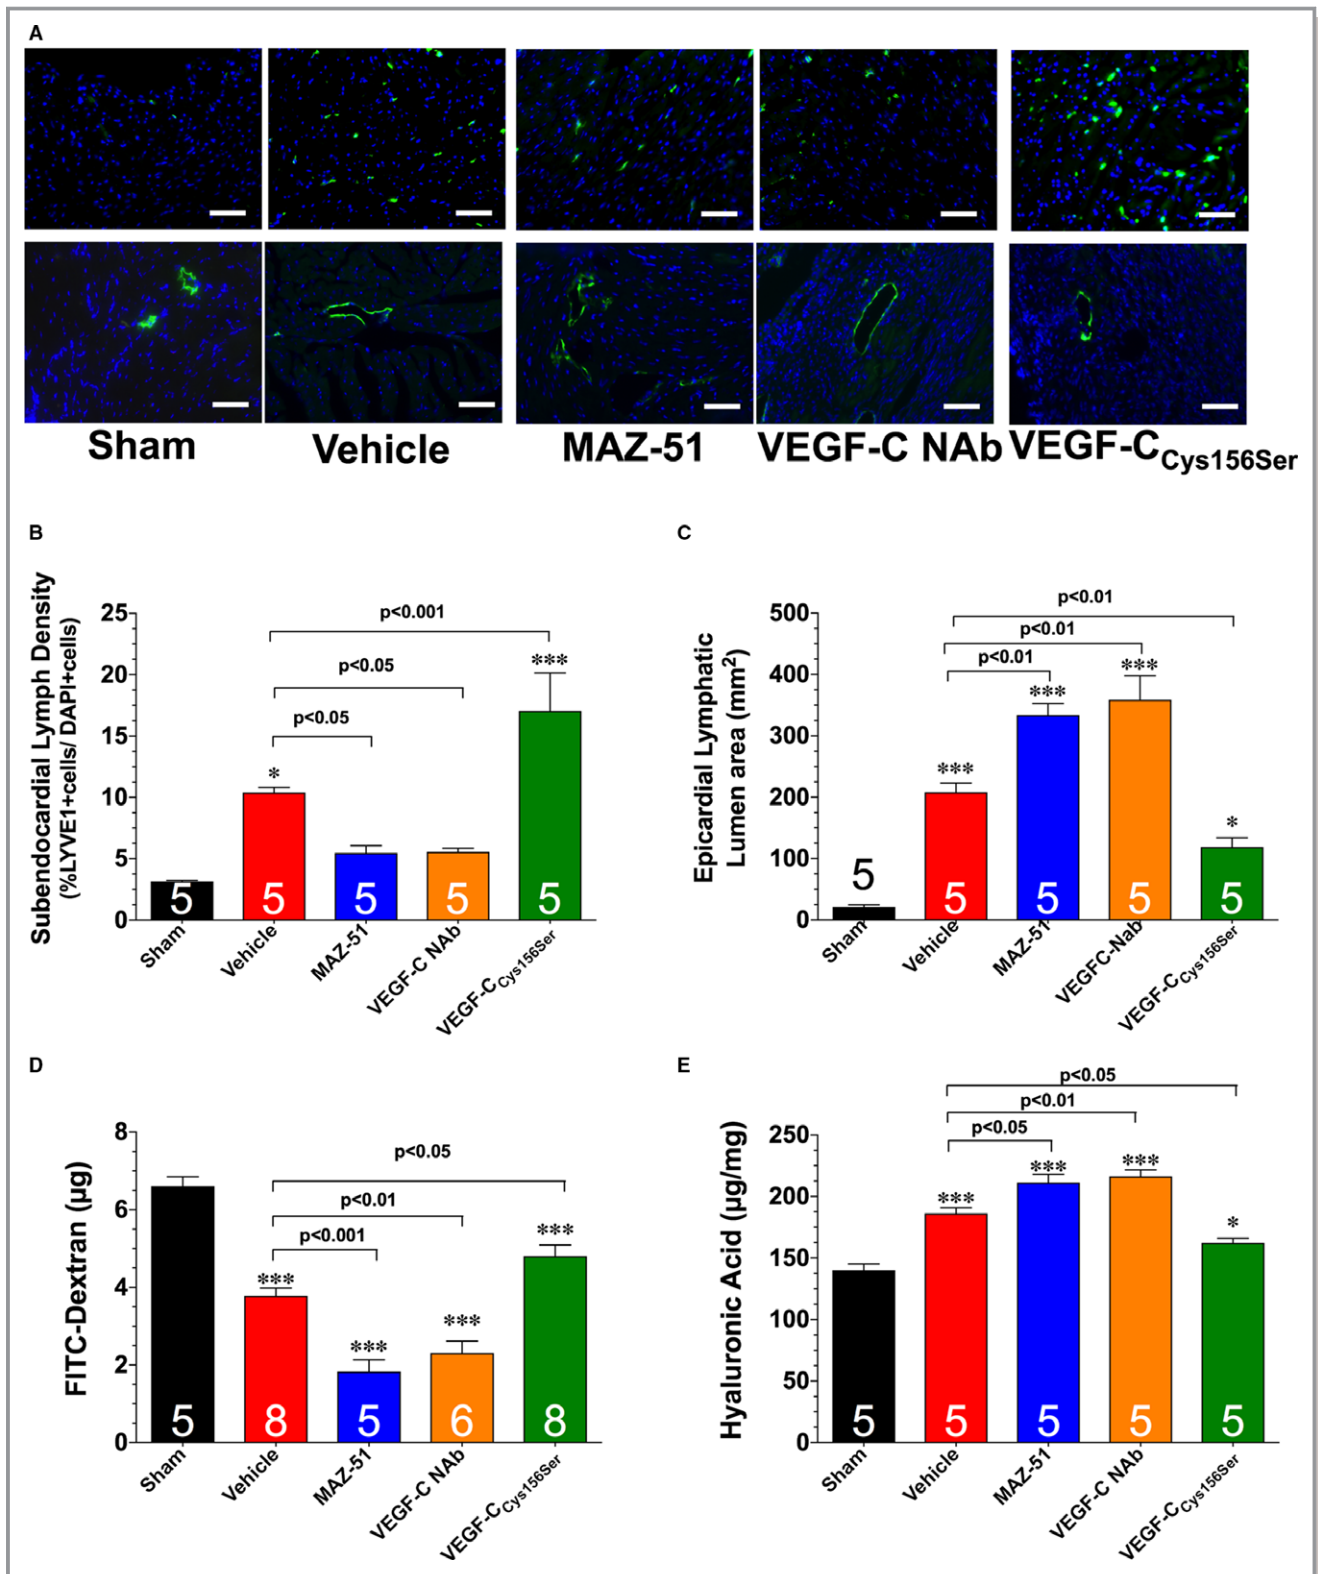 A
Sham
Vehicle
MAZ-51
VEGF-C NAb
VEGF-CCys156Ser
B
Subendocardial Lymph Density
(%LYVE1+cells/ DAPI+cells)
25
20
15
10
5
0
p<0.001
p<0.05
p<0.05
*
***
5
5
5
5
5
Sham
Vehicle
MAZ-51
VEGF-C NAb
VEGF-CCys156Ser
C
Epicardial Lymphatic
Lumen area (mm²)
500
400
300
200
100
0
p<0.01
p<0.01
p<0.01
***
***
***
*
5
5
5
5
5
Sham
Vehicle
MAZ-51
VEGFC-Nab
VEGF-CCys156Ser
D
FITC-Dextran (µg)
8
6
4
2
0
p<0.05
p<0.01
p<0.001
***
***
***
***
5
8
5
6
8
Sham
Vehicle
MAZ-51
VEGF-C NAb
VEGF-CCys156Ser
E
Hyaluronic Acid (µg/mg)
250
200
150
100
50
0
p<0.05
p<0.01
p<0.05
***
***
***
*
5
5
5
5
5
Sham
Vehicle
MAZ-51
VEGF-C NAb
VEGF-CCys156Ser